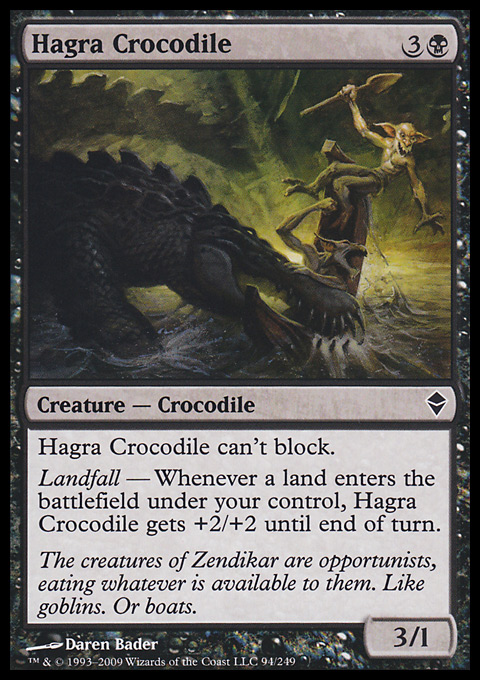 Hagra Crocodile 3
Creature — Crocodile
Hagra Crocodile can't block.
Landfall — Whenever a land enters the
battlefield under your control, Hagra
Crocodile gets +2/+2 until end of turn.
The creatures of Zendikar are opportunists,
eating whatever is available to them. Like
goblins. Or boats.
Daren Bader
3/1
™ & © 1993–2009 Wizards of the Coast LLC 94/249